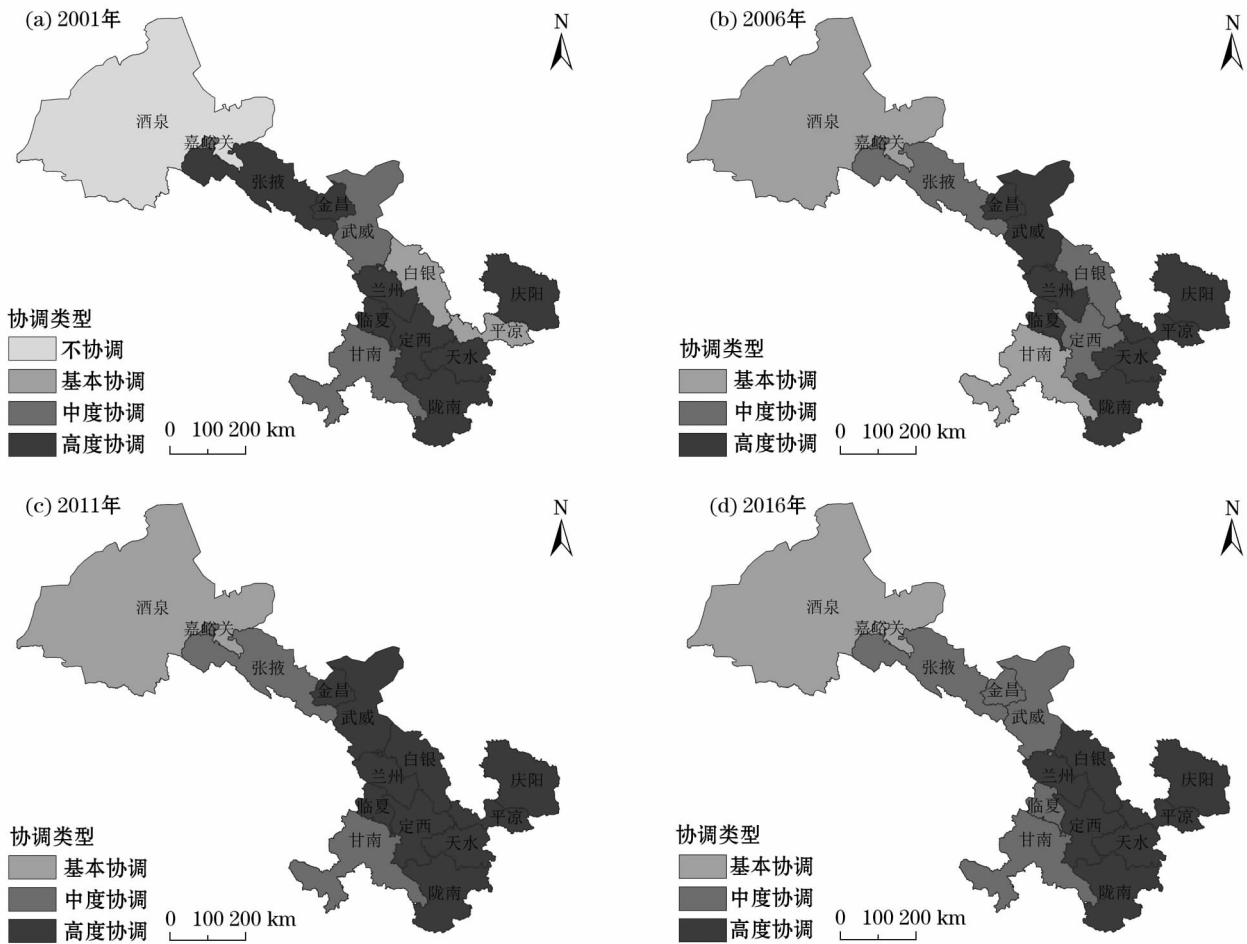 (a) 2001年
N
酒泉
嘉峪关
张掖
金昌
武威
白银
兰州
庆阳
临夏
平凉
定西
甘南
天水
陇南
协调类型
不协调
基本协调
中度协调
高度协调
0 100 200 km
(b) 2006年
N
酒泉
嘉峪关
张掖
金昌
武威
白银
兰州
庆阳
临夏
平凉
定西
甘南
天水
陇南
协调类型
基本协调
中度协调
高度协调
0 100 200 km
(c) 2011年
N
酒泉
嘉峪关
张掖
金昌
武威
白银
兰州
庆阳
临夏
平凉
定西
甘南
天水
陇南
协调类型
基本协调
中度协调
高度协调
0 100 200 km
(d) 2016年
N
酒泉
嘉峪关
张掖
金昌
武威
白银
兰州
庆阳
临夏
平凉
定西
甘南
天水
陇南
协调类型
基本协调
中度协调
高度协调
0 100 200 km